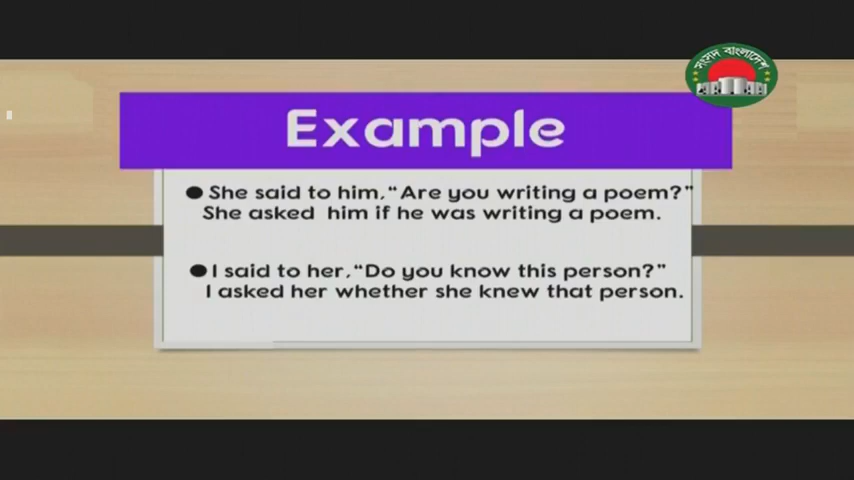 সংসদ বাংলাদেশ
Example
● She said to him,“Are you writing a poem?”
She asked him if he was writing a poem.
● I said to her,“Do you know this person?”
I asked her whether she knew that person.